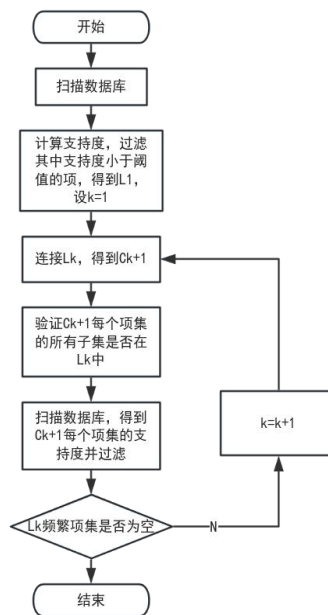 开始
扫描数据库
计算支持度，过滤
其中支持度小于阈
值的项，得到L1，
设k=1
连接Lk，得到Ck+1
验证Ck+1每个项集
的所有子集是否在
Lk中
扫描数据库，得到
Ck+1每个项集的支
持度并过滤
k=k+1
Lk频繁项集是否为空
N
结束